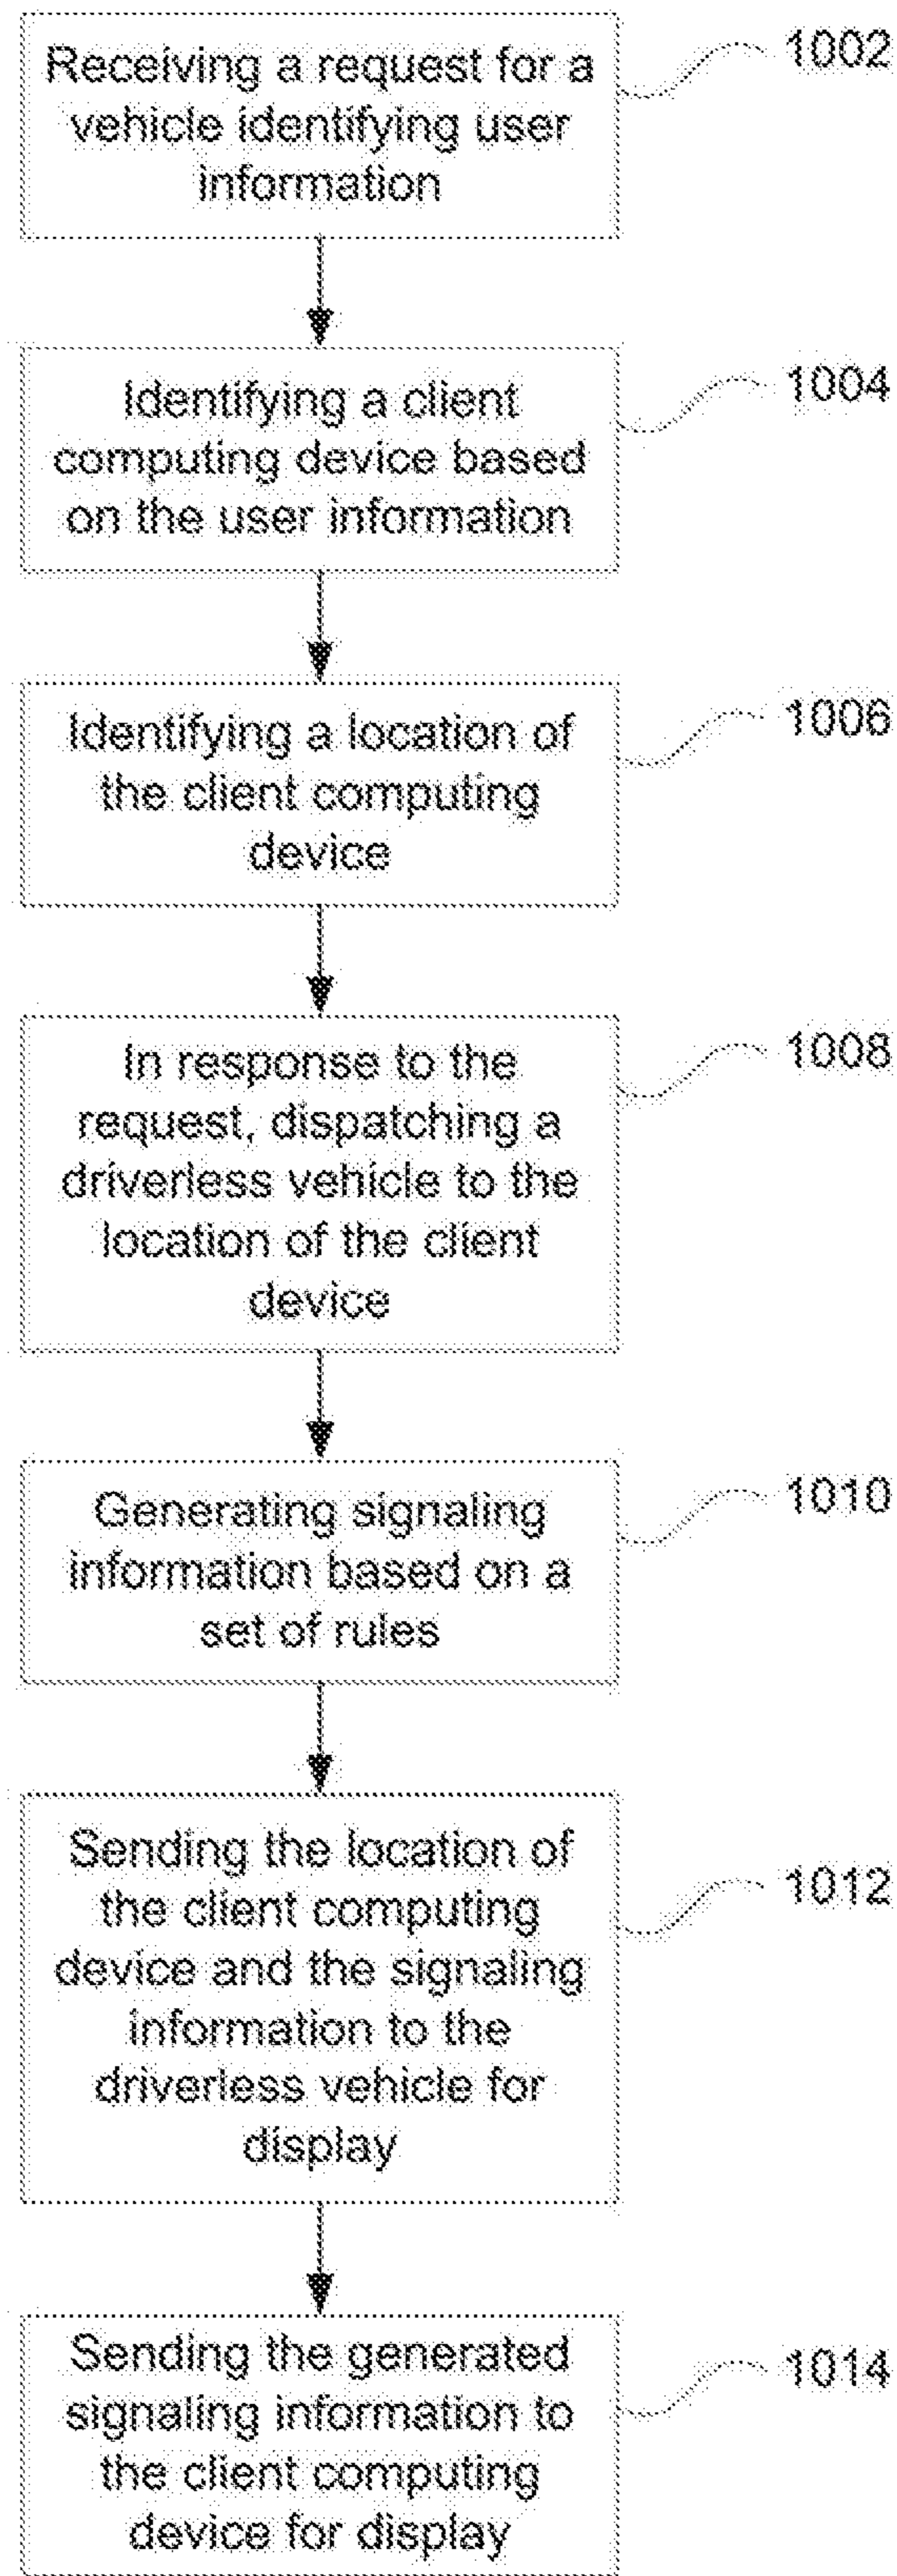 Receiving a request for a
vehicle identifying user
information
1002
Identifying a client
computing device based
on the user information
1004
Identifying a location of
the client computing
device
1006
In response to the
request, dispatching a
driverless vehicle to the
location of the client
device
1008
Generating signaling
information based on a
set of rules
1010
Sending the location of
the client computing
device and the signaling
information to the
driverless vehicle for
display
1012
Sending the generated
signaling information to
the client computing
device for display
1014